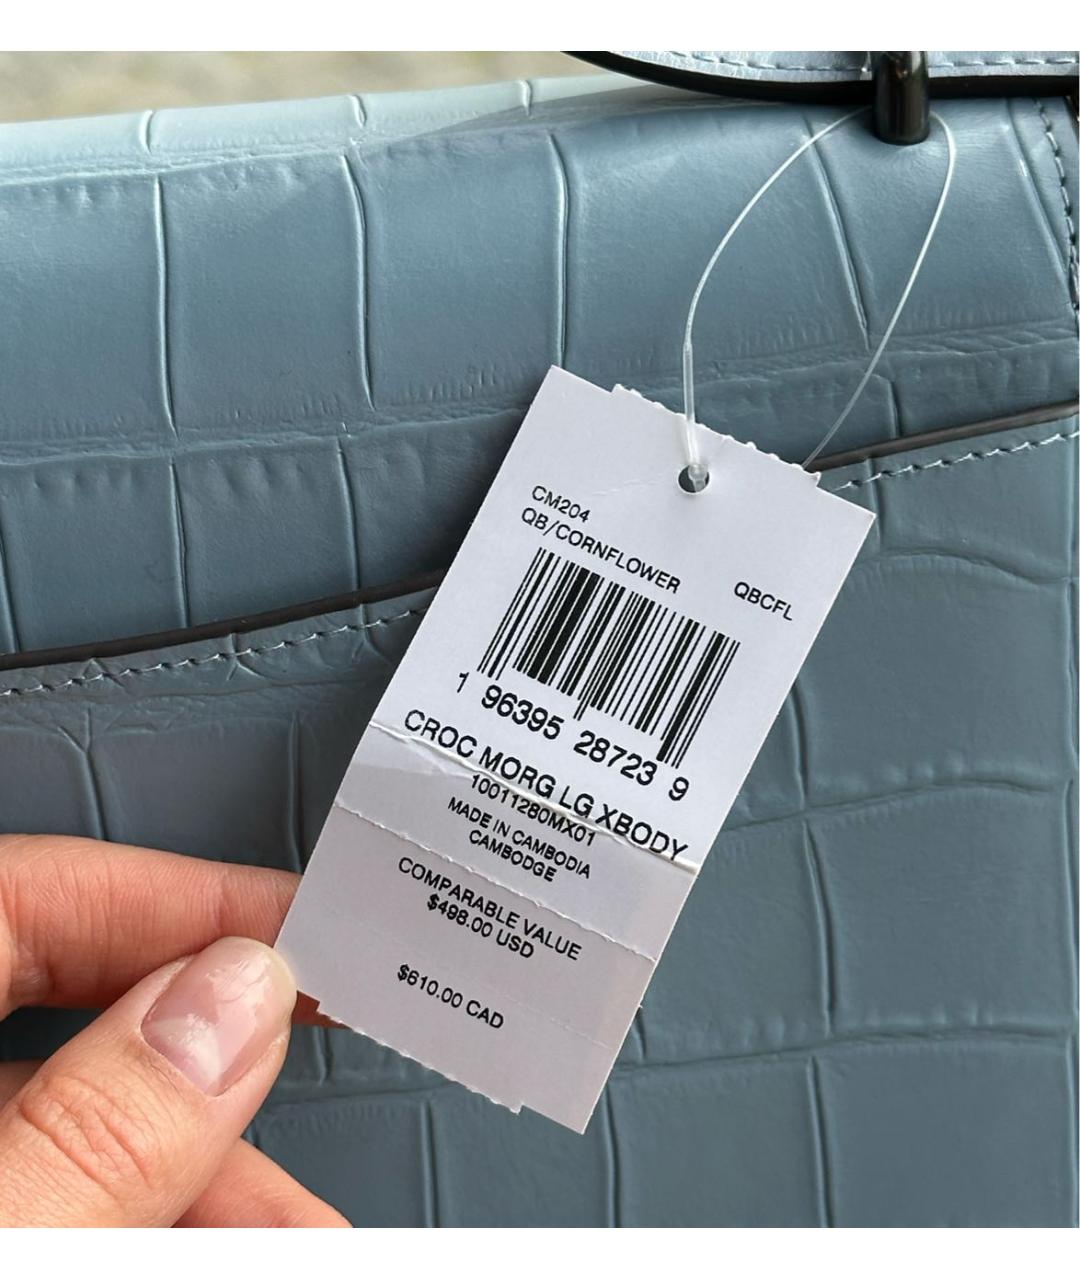 CM204
QB/CORNFLOWER QBCFL
1 96395 28723 9
CROC MORG LG XBODY
10011280MX01
MADE IN CAMBODIA
CAMBODGE
COMPARABLE VALUE
$498.00 USD
$610.00 CAD